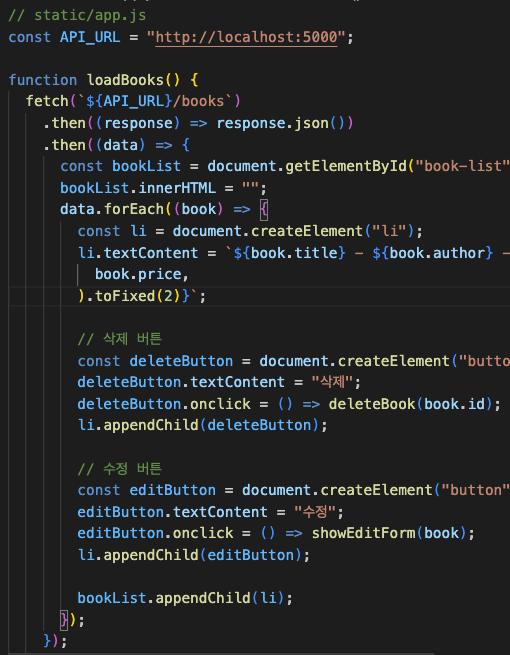 // static/app.js
const API_URL = "http://localhost:5000";
function loadBooks() {
fetch(`${API_URL}/books`)
.then((response) => response.json())
.then((data) => {
const bookList = document.getElementById("book-list"
bookList.innerHTML = "";
data.forEach((book) => {
const li = document.createElement("li");
li.textContent = `${book.title} - ${book.author} -
book.price,
).toFixed(2)}`;
// 삭제 버튼
const deleteButton = document.createElement("butto
deleteButton.textContent = "삭제";
deleteButton.onclick = () => deleteBook(book.id);
li.appendChild(deleteButton);
// 수정 버튼
const editButton = document.createElement("button"
editButton.textContent = "수정";
editButton.onclick = () => showEditForm(book);
li.appendChild(editButton);
bookList.appendChild(li);
});
});